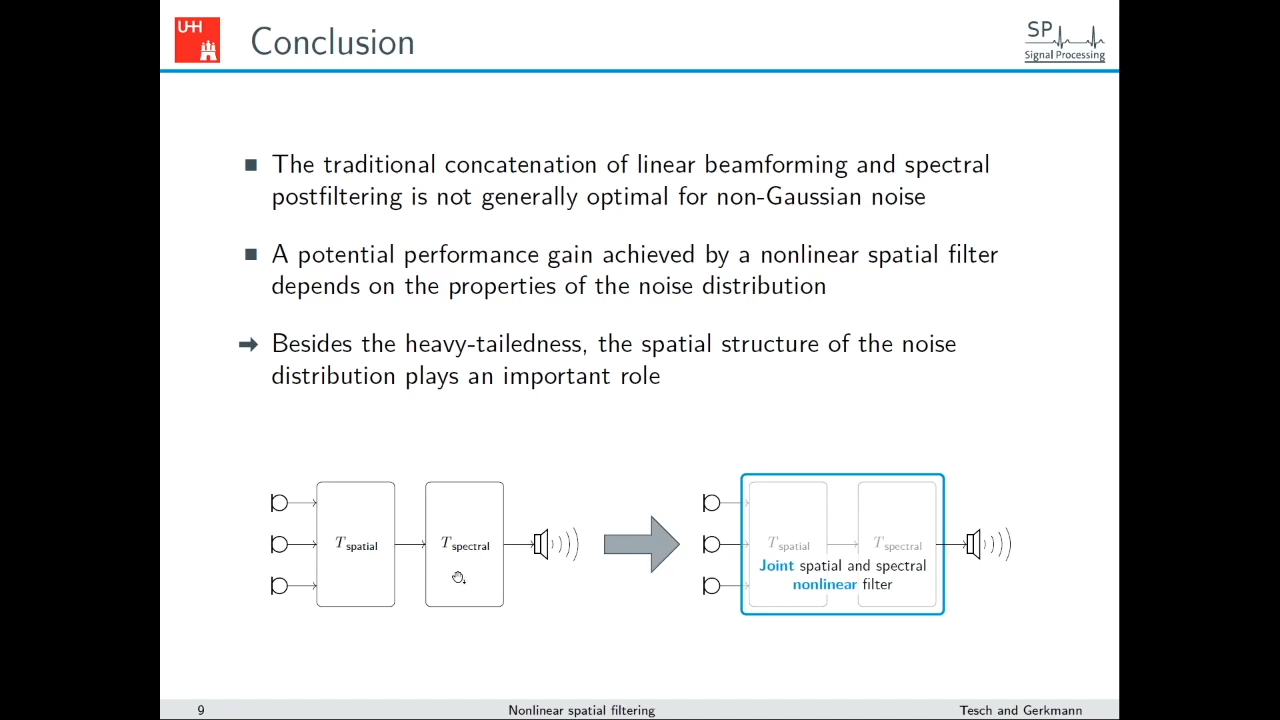 UHH
Conclusion
SP
Signal Processing
The traditional concatenation of linear beamforming and spectral
postfiltering is not generally optimal for non-Gaussian noise
A potential performance gain achieved by a nonlinear spatial filter
depends on the properties of the noise distribution
Besides the heavy-tailedness, the spatial structure of the noise
distribution plays an important role
T spatial
T spectral
T spatial
T spectral
Joint spatial and spectral
nonlinear filter
9
Nonlinear spatial filtering
Tesch and Gerkmann